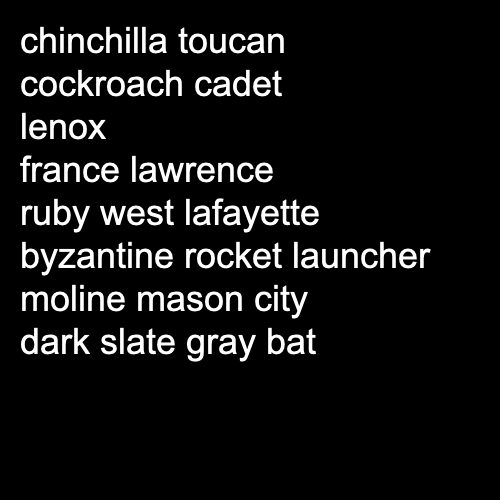 chinchilla toucan
cockroach cadet
lenox
france lawrence
ruby west lafayette
byzantine rocket launcher
moline mason city
dark slate gray bat